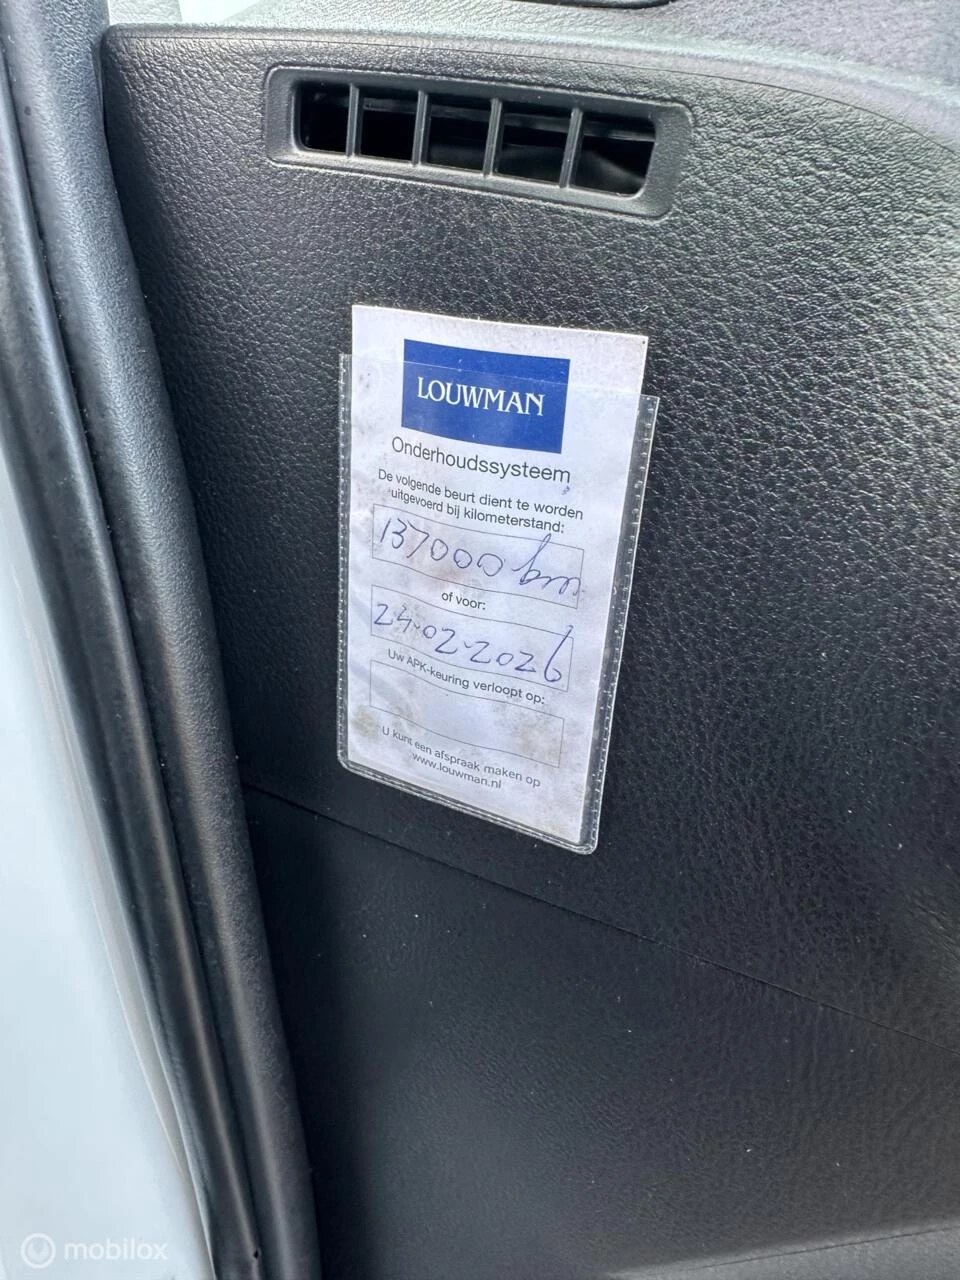 LOUWMAN
Onderhoudssysteem
De volgende beurt dient te worden
uitgevoerd bij kilometerstand:
137000 km
of voor:
24-02-2026
Uw APK-keuring verloopt op:
U kunt een afspraak maken op
www.louwman.nl
mobilox